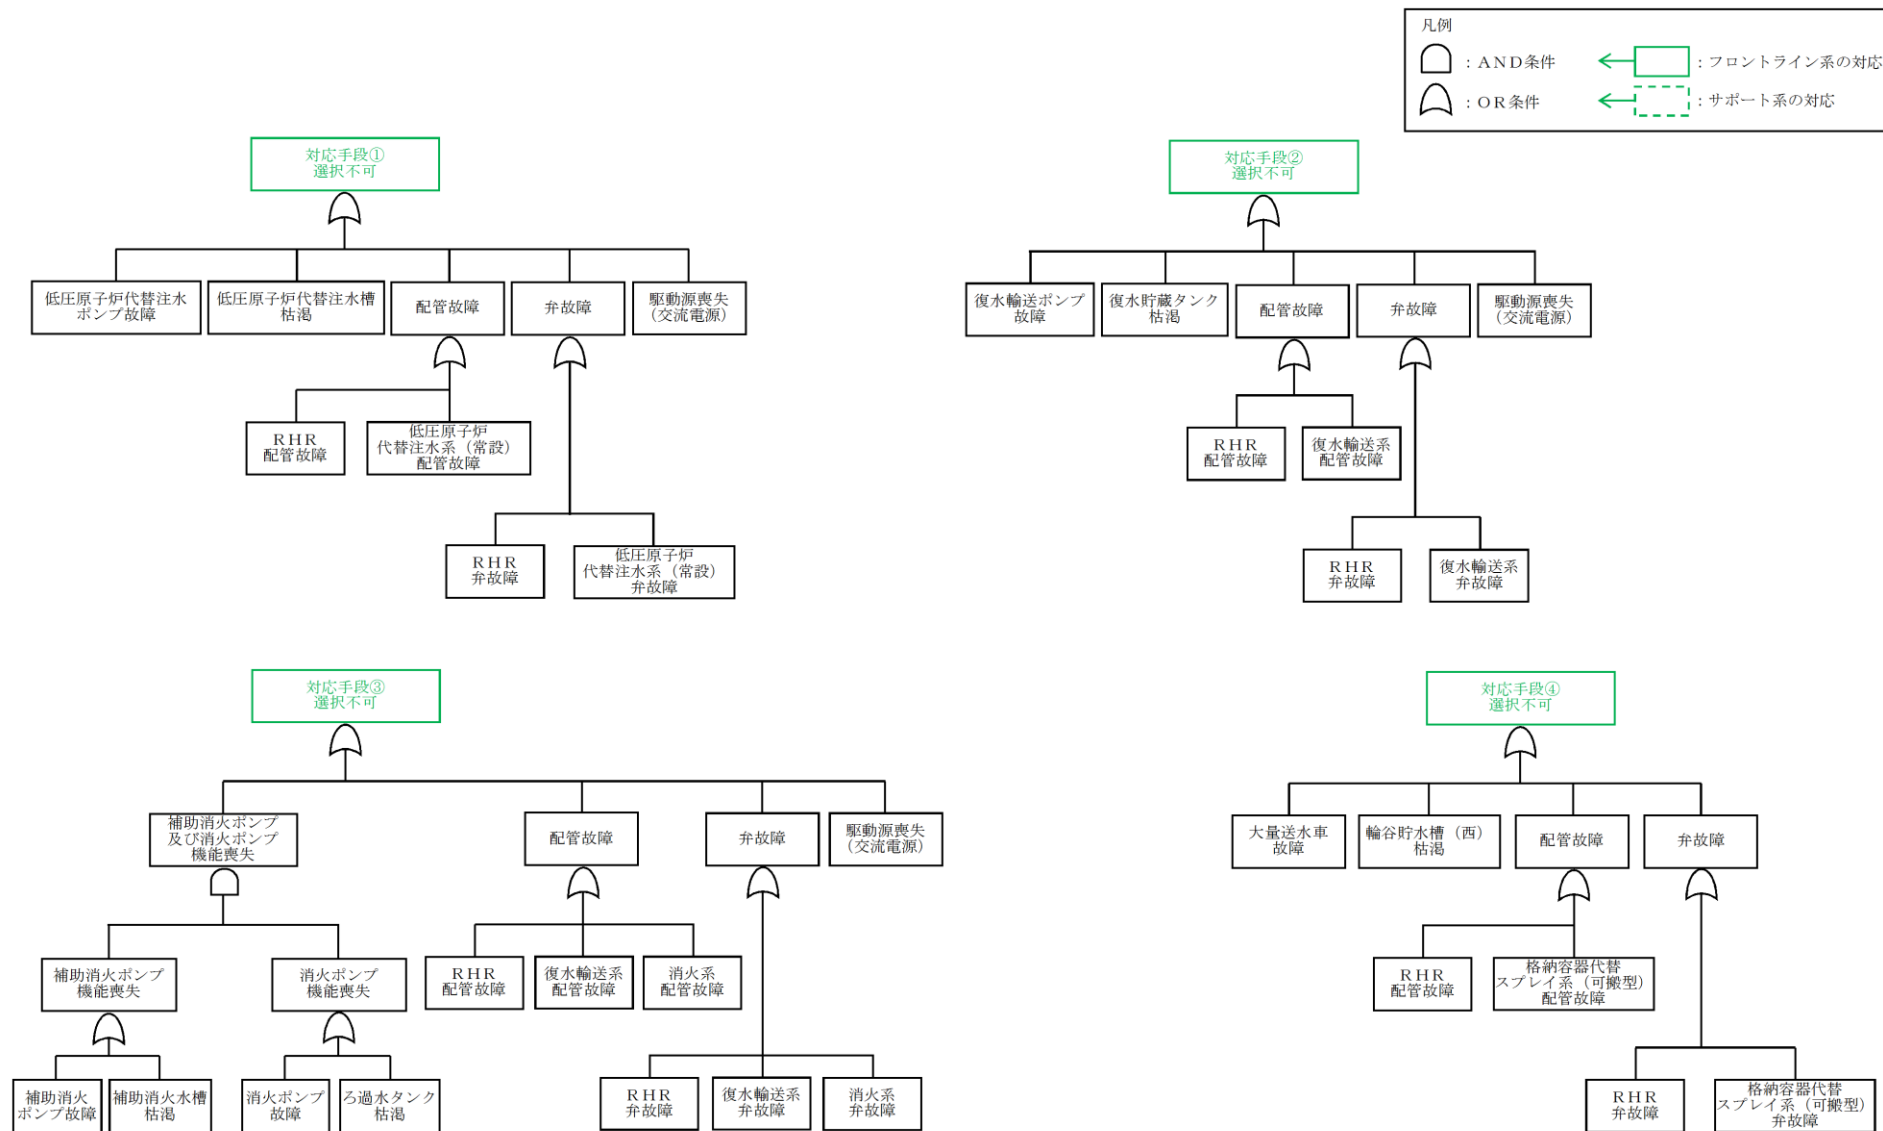 凡例
：ＡＮＤ条件
：フロントライン系の対応
：ＯＲ条件
：サポート系の対応
対応手段①
選択不可
低圧原子炉代替注水
ポンプ故障
低圧原子炉代替注水槽
枯渇
配管故障
弁故障
駆動源喪失
（交流電源）
ＲＨＲ
配管故障
低圧原子炉
代替注水系（常設）
配管故障
ＲＨＲ
弁故障
低圧原子炉
代替注水系（常設）
弁故障
対応手段②
選択不可
復水輸送ポンプ
故障
復水貯蔵タンク
枯渇
配管故障
弁故障
駆動源喪失
（交流電源）
ＲＨＲ
配管故障
復水輸送系
配管故障
ＲＨＲ
弁故障
復水輸送系
弁故障
対応手段③
選択不可
補助消火ポンプ
及び消火ポンプ
機能喪失
配管故障
弁故障
駆動源喪失
（交流電源）
補助消火ポンプ
機能喪失
消火ポンプ
機能喪失
ＲＨＲ
配管故障
復水輸送系
配管故障
消火系
配管故障
補助消火
ポンプ故障
補助消火水槽
枯渇
消火ポンプ
故障
ろ過水タンク
枯渇
ＲＨＲ
弁故障
復水輸送系
弁故障
消火系
弁故障
対応手段④
選択不可
大量送水車
故障
輪谷貯水槽（西）
枯渇
配管故障
弁故障
ＲＨＲ
配管故障
格納容器代替
スプレイ系（可搬型）
配管故障
ＲＨＲ
弁故障
格納容器代替
スプレイ系（可搬型）
弁故障